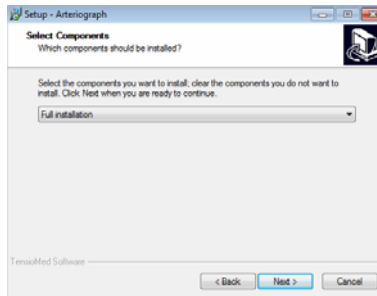 Setup - Arteriograph
Select Components
Which components should be installed?
Select the components you want to install; clear the components you do not want to
install. Click Next when you are ready to continue.
Full installation
TensioMed Software
< Back
Next >
Cancel